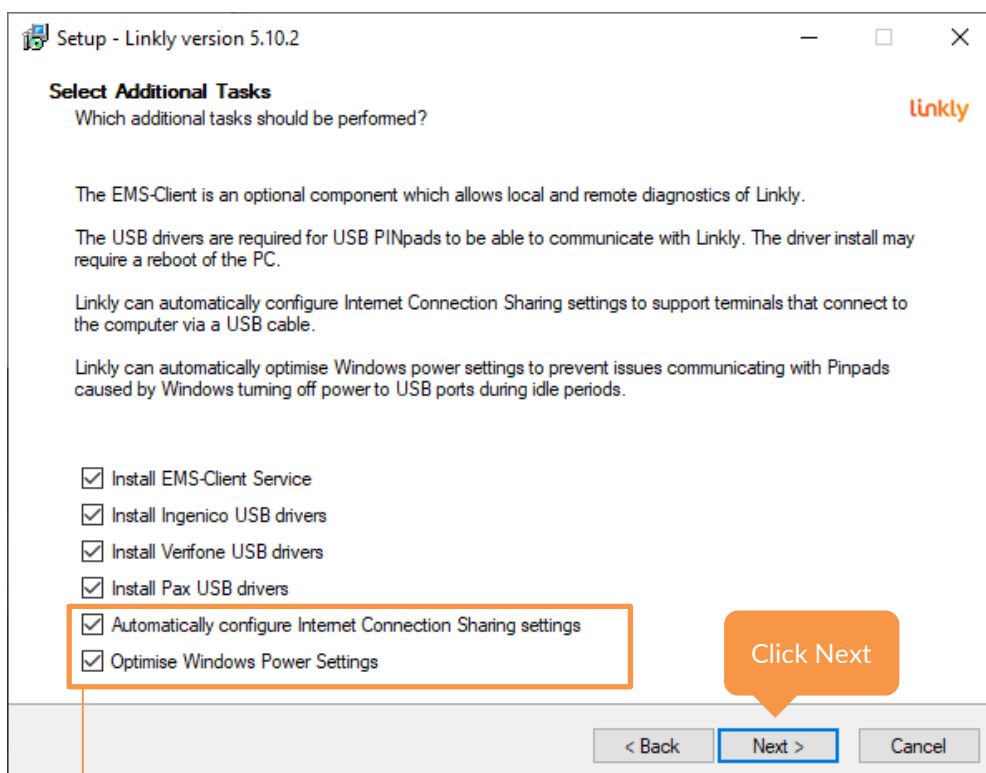 Setup - Linkly version 5.10.2
Select Additional Tasks
Which additional tasks should be performed?
linkly
The EMS-Client is an optional component which allows local and remote diagnostics of Linkly.
The USB drivers are required for USB PINpads to be able to communicate with Linkly. The driver install may
require a reboot of the PC.
Linkly can automatically configure Internet Connection Sharing settings to support terminals that connect to
the computer via a USB cable.
Linkly can automatically optimise Windows power settings to prevent issues communicating with Pinpads
caused by Windows turning off power to USB ports during idle periods.
Install EMS-Client Service
Install Ingenico USB drivers
Install Verifone USB drivers
Install Pax USB drivers
Automatically configure Internet Connection Sharing settings
Optimise Windows Power Settings
Click Next
< Back
Next >
Cancel